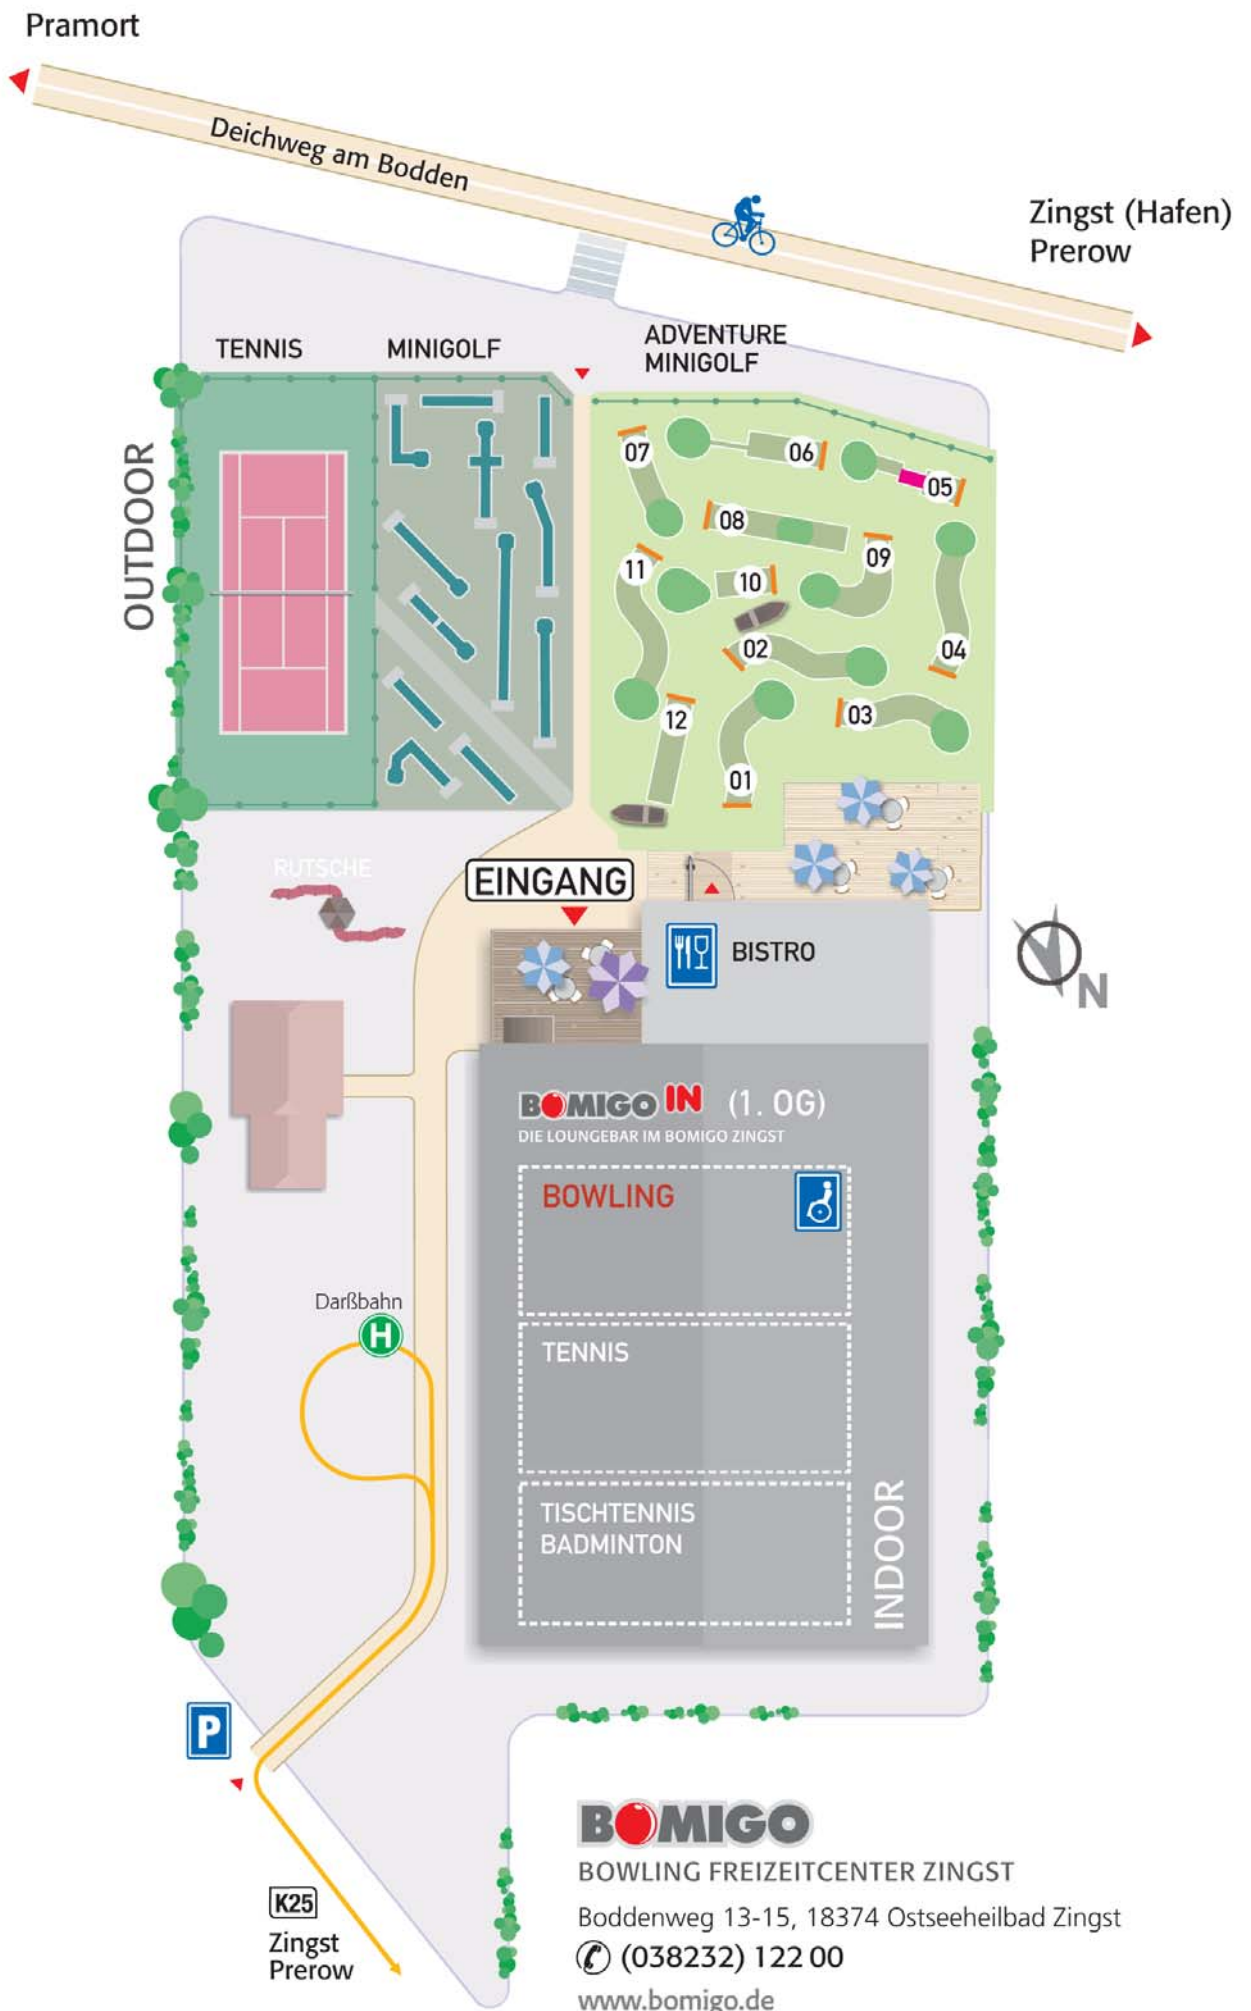 Pramort
Deichweg am Bodden
Zingst (Hafen)
Prerow
TENNIS
MINIGOLF
ADVENTURE
MINIGOLF
OUTDOOR
07
06
05
08
09
11
10
02
04
12
03
01
RUTSCHE
EINGANG
BISTRO
N
BOMIGO IN (1. OG)
DIE LOUNGEBAR IM BOMIGO ZINGST
BOWLING
Darßbahn
H
TENNIS
TISCHTENNIS
BADMINTON
INDOOR
P
K25
Zingst
Prerow
BOMIGO
BOWLING FREIZEITCENTER ZINGST
Boddenweg 13-15, 18374 Ostseeheilbad Zingst
(038232) 122 00
www.bomigo.de